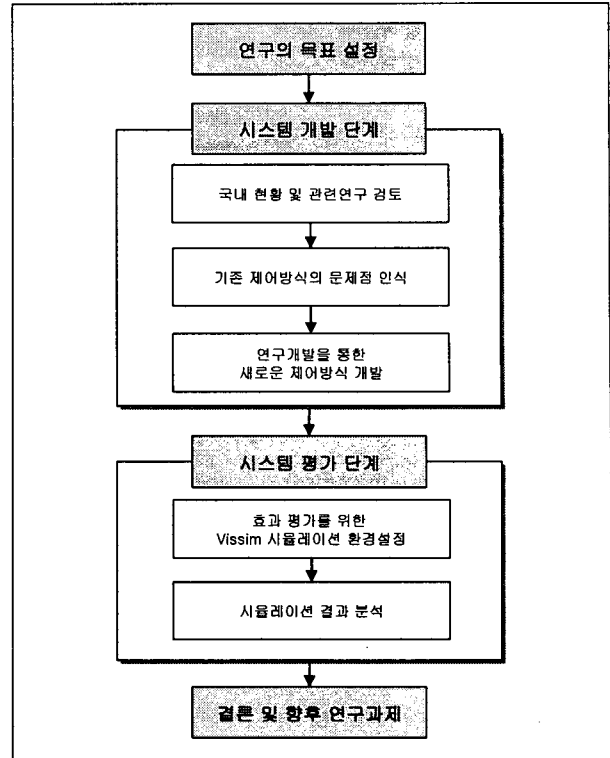 연구의 목표 설정
시스템 개발 단계
국내 현황 및 관련연구 검토
기존 제어방식의 문제점 인식
연구개발을 통한
새로운 제어방식 개발
시스템 평가 단계
효과 평가를 위한
Vissim 시뮬레이션 환경설정
시뮬레이션 결과 분석
결론 및 향후 연구과제